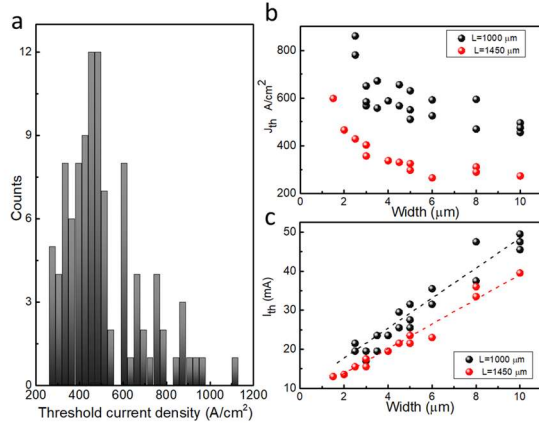 a
Counts
12
9
6
3
0
200 400 600 800 1000 1200
Threshold current density (A/cm²)
b
J_th A/cm²
800
600
400
200
L=1000 μm
L=1450 μm
2 4 6 8 10
Width(μm)
c
I_th (mA)
50
40
30
20
10
L=1000 μm
L=1450 μm
0 2 4 6 8 10
Width (μm)